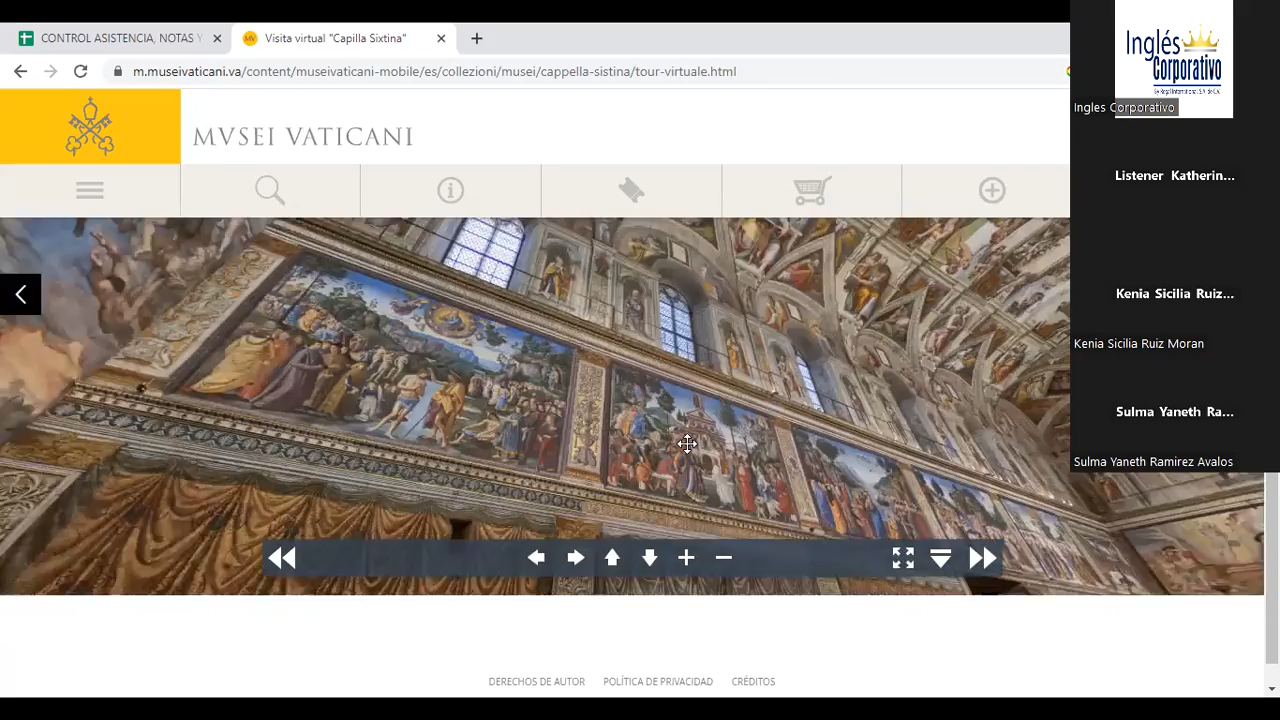 CONTROL ASISTENCIA, NOTAS Y
Visita virtual "Capilla Sixtina"
m.museivaticani.va/content/museivaticani-mobile/es/collezioni/musei/cappella-sistina/tour-virtuale.html
MVSEI VATICANI
Inglés
Corporativo
Ingles Corporativo
Listener Katherin...
Kenia Sicilia Ruiz...
Kenia Sicilia Ruiz Moran
Sulma Yaneth Ra...
Sulma Yaneth Ramirez Avalos
DERECHOS DE AUTOR
POLÍTICA DE PRIVACIDAD
CRÉDITOS